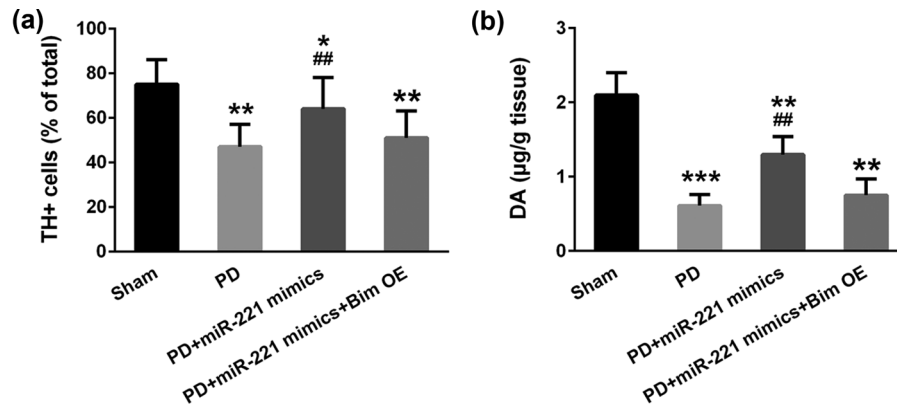 (a)
TH+ cells (% of total)
100
80
60
40
20
0
**
*
##
**
Sham
PD
PD+miR-221 mimics
PD+miR-221 mimics+Bim OE
(b)
DA (μg/g tissue)
3
2
1
0
***
**
##
**
Sham
PD
PD+miR-221 mimics
PD+miR-221 mimics+Bim OE